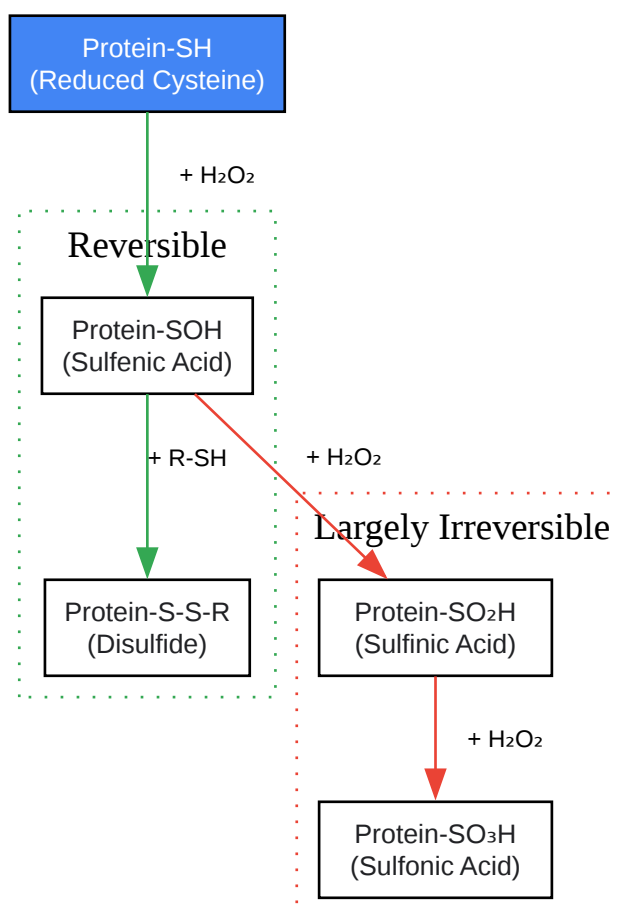 Protein-SH
(Reduced Cysteine)
+ H₂O₂
Reversible
Protein-SOH
(Sulfenic Acid)
+ R-SH
+ H₂O₂
Largely Irreversible
Protein-S-S-R
(Disulfide)
Protein-SO₂H
(Sulfinic Acid)
+ H₂O₂
Protein-SO₃H
(Sulfonic Acid)